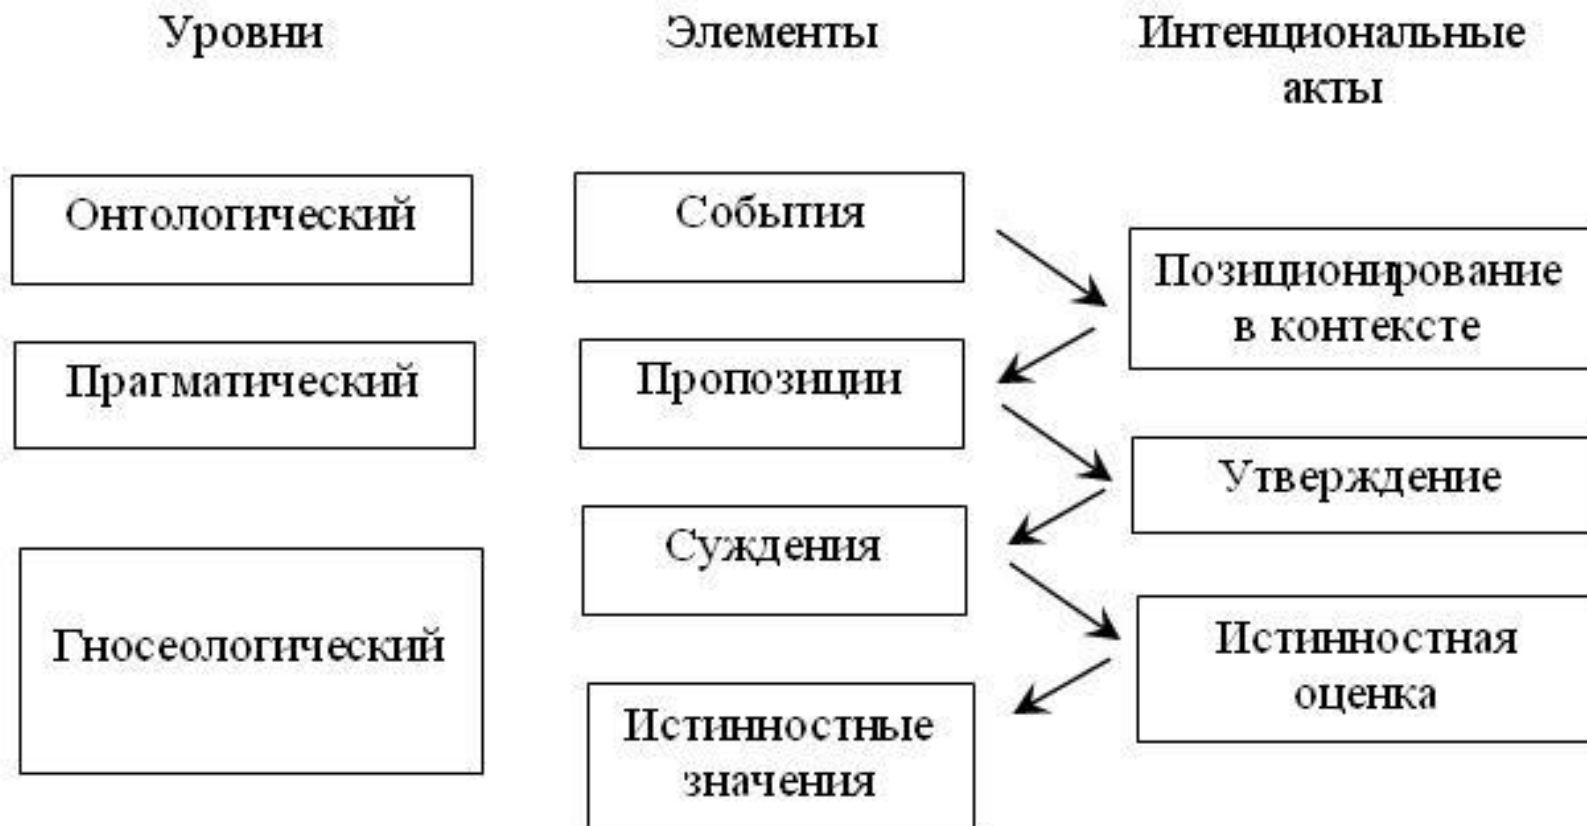 Уровни
Элементы
Интенциональные
акты
Онтологический
События
Позиционирование
в контексте
Прагматический
Пропозиции
Утверждение
Суждения
Гносеологический
Истинностная
оценка
Истинностные
значения